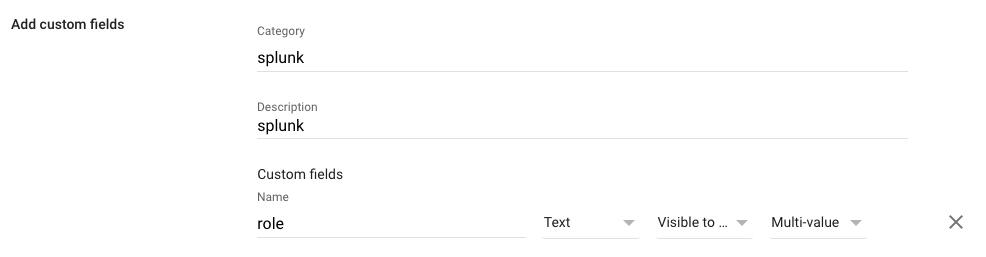 Add custom fields
Category
splunk
Description
splunk
Custom fields
Name
role Text Visible to ... Multi-value